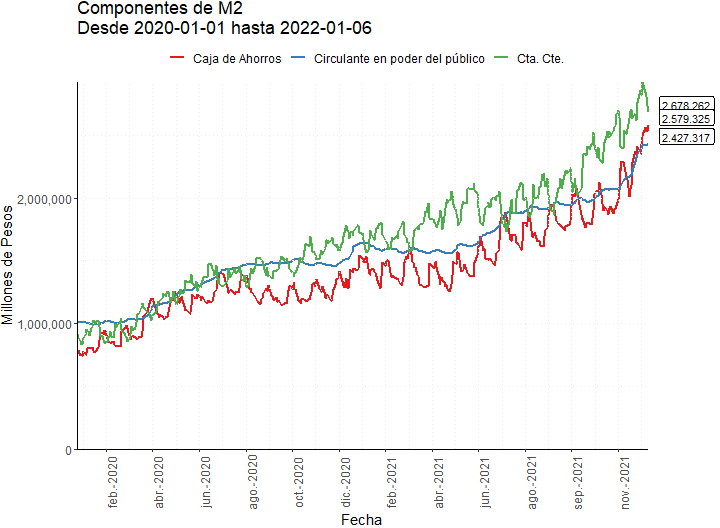 Componentes de M2
Desde 2020-01-01 hasta 2022-01-06
Caja de Ahorros Circulante en poder del público Cta. Cte.
2.678.262
2.579.325
2.427.317
2,000,000
1,000,000
0
Millones de Pesos
feb.-2020
abr.-2020
jun.-2020
ago.-2020
oct.-2020
dic.-2020
feb.-2021
abr.-2021
jun.-2021
ago.-2021
sep.-2021
nov.-2021
Fecha